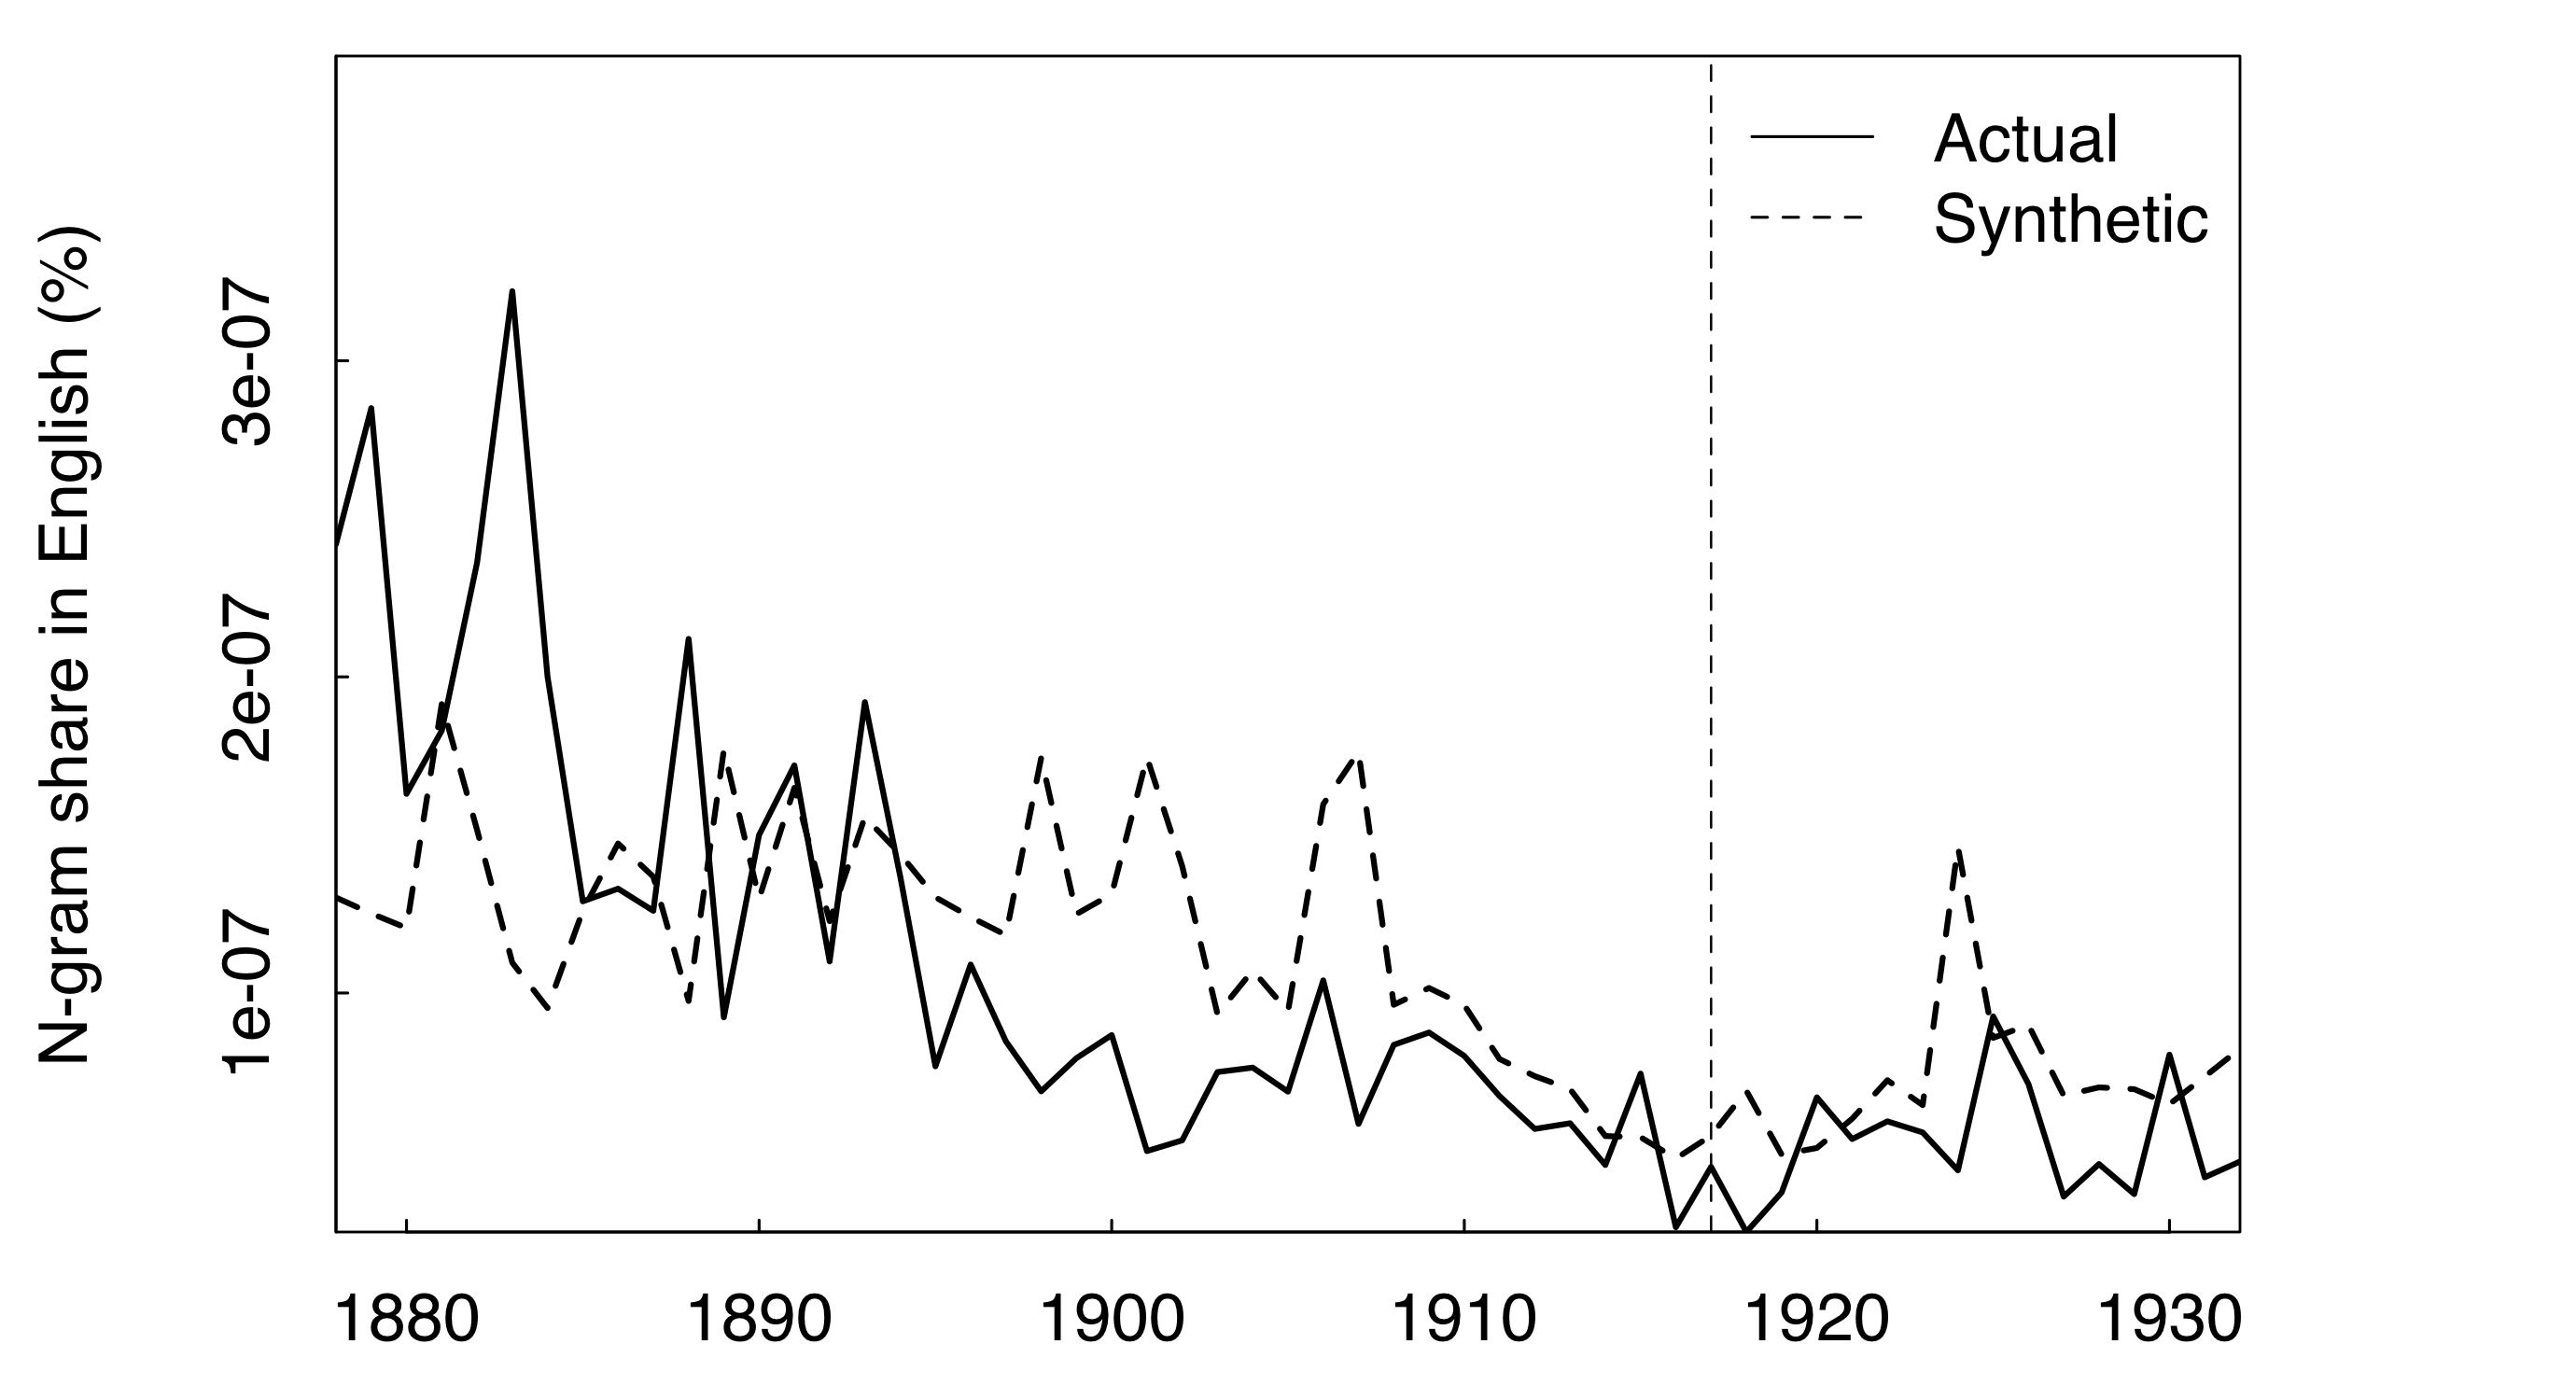 N-gram share in English (%)
3e-07
2e-07
1e-07
Actual
Synthetic
1880 1890 1900 1910 1920 1930